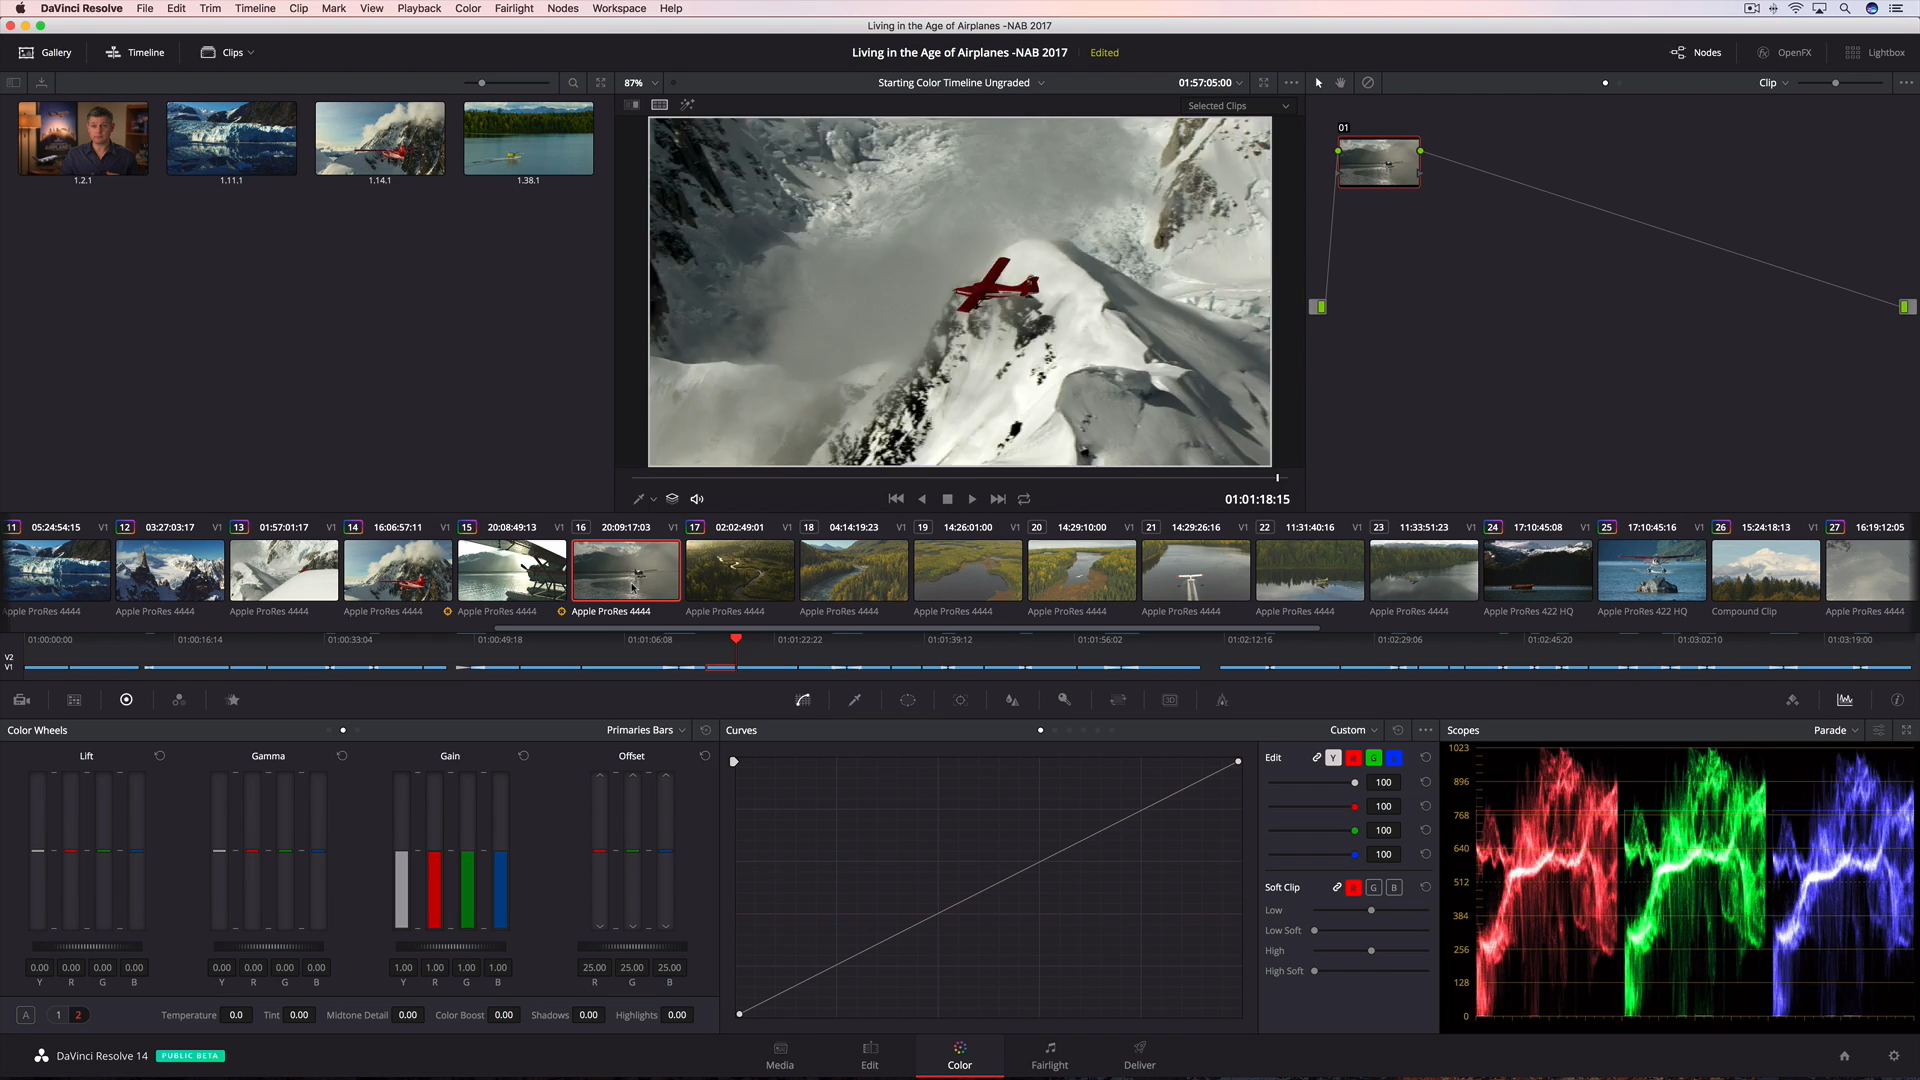 DaVinci Resolve File Edit Trim Timeline Clip Mark View Playback Color Fairlight Nodes Workspace Help
Living in the Age of Airplanes -NAB 2017
Gallery Timeline Clips Living in the Age of Airplanes -NAB 2017 Edited Nodes OpenFX Lightbox
87% Starting Color Timeline Ungraded 01:57:05:00 Clip
Selected Clips
01
1.2.1 1.11.1 1.14.1 1.38.1
01:01:18:15
11 05:24:54:15 V1 12 03:27:03:17 V1 13 01:57:01:17 V1 14 16:06:57:11 V1 15 20:08:49:13 V1 16 20:09:17:03 V1 17 02:02:49:01 V1 18 04:14:19:23 V1 19 14:26:01:00 V1 20 14:29:10:00 V1 21 14:29:26:16 V1 22 11:31:40:16 V1 23 11:33:51:23 V1 24 17:10:45:08 V1 25 17:10:45:16 V1 26 15:24:18:13 V1 27 16:19:12:05
Apple ProRes 4444 Apple ProRes 4444 Apple ProRes 4444 Apple ProRes 4444 Apple ProRes 4444 Apple ProRes 4444 Apple ProRes 4444 Apple ProRes 4444 Apple ProRes 4444 Apple ProRes 4444 Apple ProRes 4444 Apple ProRes 4444 Apple ProRes 4444 Apple ProRes 422 HQ Apple ProRes 422 HQ Compound Clip Apple ProRes 4444
01:00:00:00 01:00:16:14 01:00:33:04 01:00:49:18 01:01:06:08 01:01:22:22 01:01:39:12 01:01:56:02 01:02:12:16 01:02:29:06 01:02:45:20 01:03:02:10 01:03:19:00
V2
V1
Color Wheels Primaries Bars Curves Custom Scopes Parade
Lift Gamma Gain Offset
Edit Y R G
100
100
100
100
Soft Clip R G B
Low
Low Soft
High
High Soft
1023
896
768
640
512
384
256
128
0
0.00 0.00 0.00 0.00 0.00 0.00 0.00 0.00 1.00 1.00 1.00 1.00 25.00 25.00 25.00
Y R G B Y R G B Y R G B R G B
A 1 2 Temperature 0.0 Tint 0.00 Midtone Detail 0.00 Color Boost 0.00 Shadows 0.00 Highlights 0.00
DaVinci Resolve 14 PUBLIC BETA Media Edit Color Fairlight Deliver